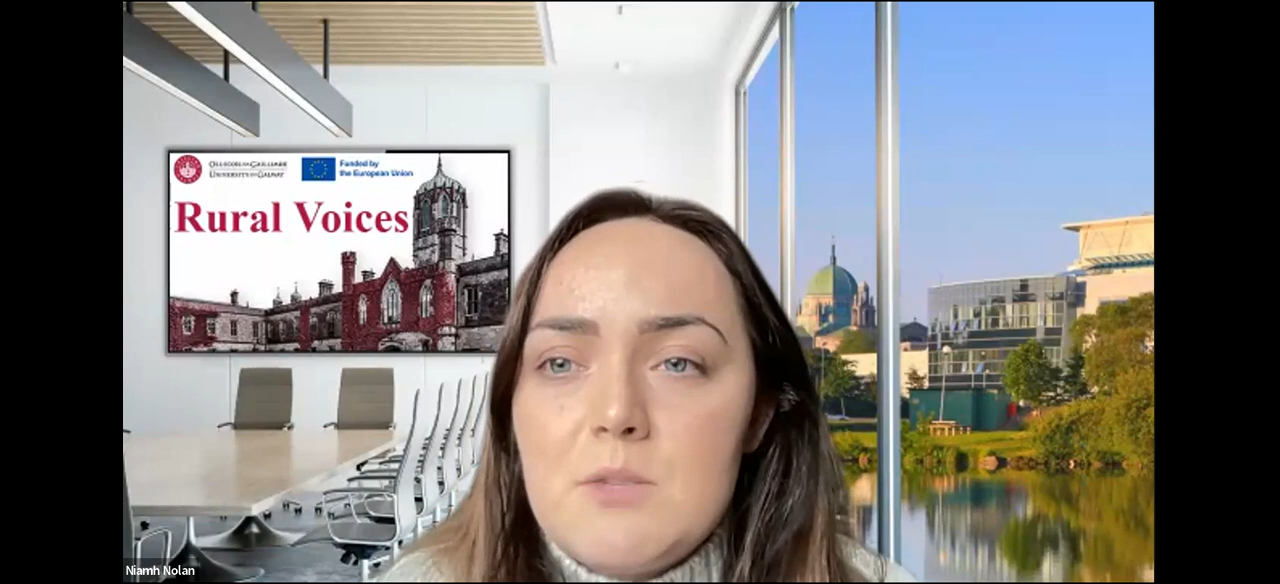 OLLSCOIL NA GAILLIMHE
UNIVERSITY OF GALWAY
Funded by
the European Union
Rural Voices
Niamh Nolan